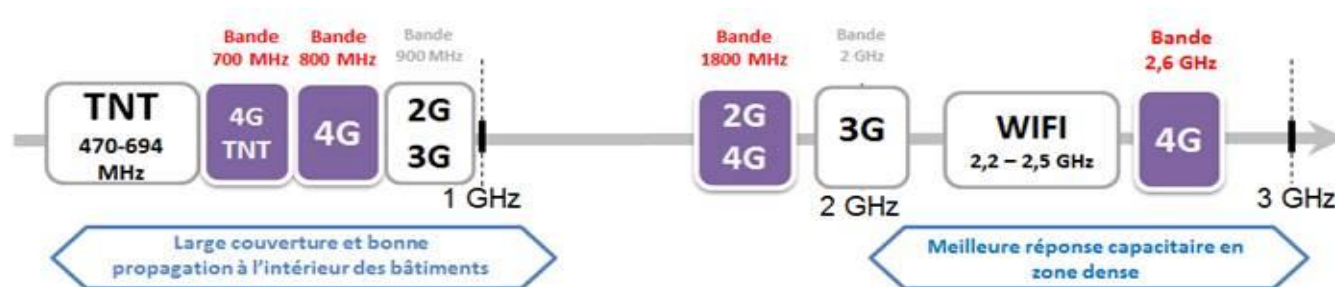 Bande
700 MHz
Bande
800 MHz
Bande
900 MHz
Bande
1800 MHz
Bande
2 GHz
Bande
2,6 GHz
TNT
470-694
MHz
4G
TNT
4G
2G
3G
2G
4G
3G
WIFI
2,2 – 2,5 GHz
4G
1 GHz
2 GHz
3 GHz
Large couverture et bonne
propagation à l'intérieur des bâtiments
Meilleure réponse capacitaire en
zone dense